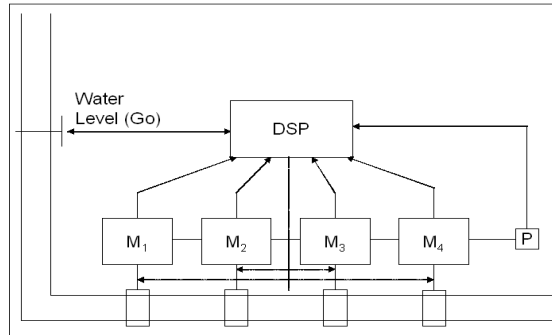 Water
Level (Go)
DSP
M₁
M₂
M₃
M₄
P